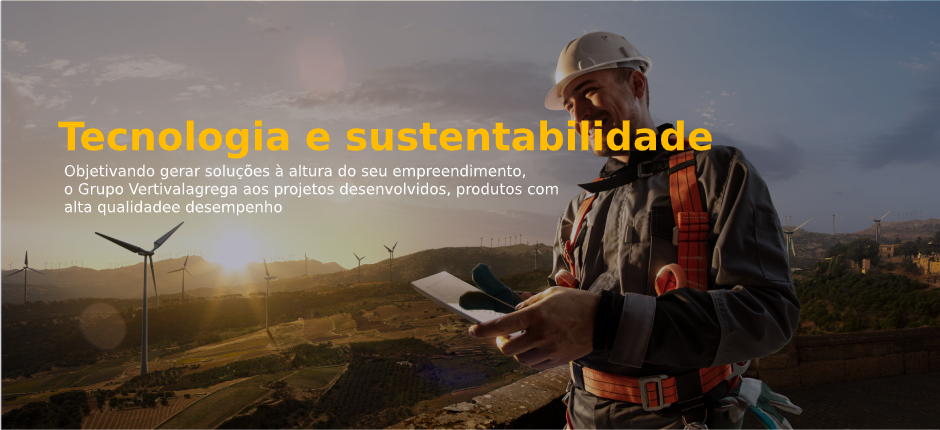 Tecnologia e sustentabilidade
Objetivando gerar soluções à altura do seu empreendimento,
o Grupo Vertivalagrega aos projetos desenvolvidos, produtos com
alta qualidadee desempenho